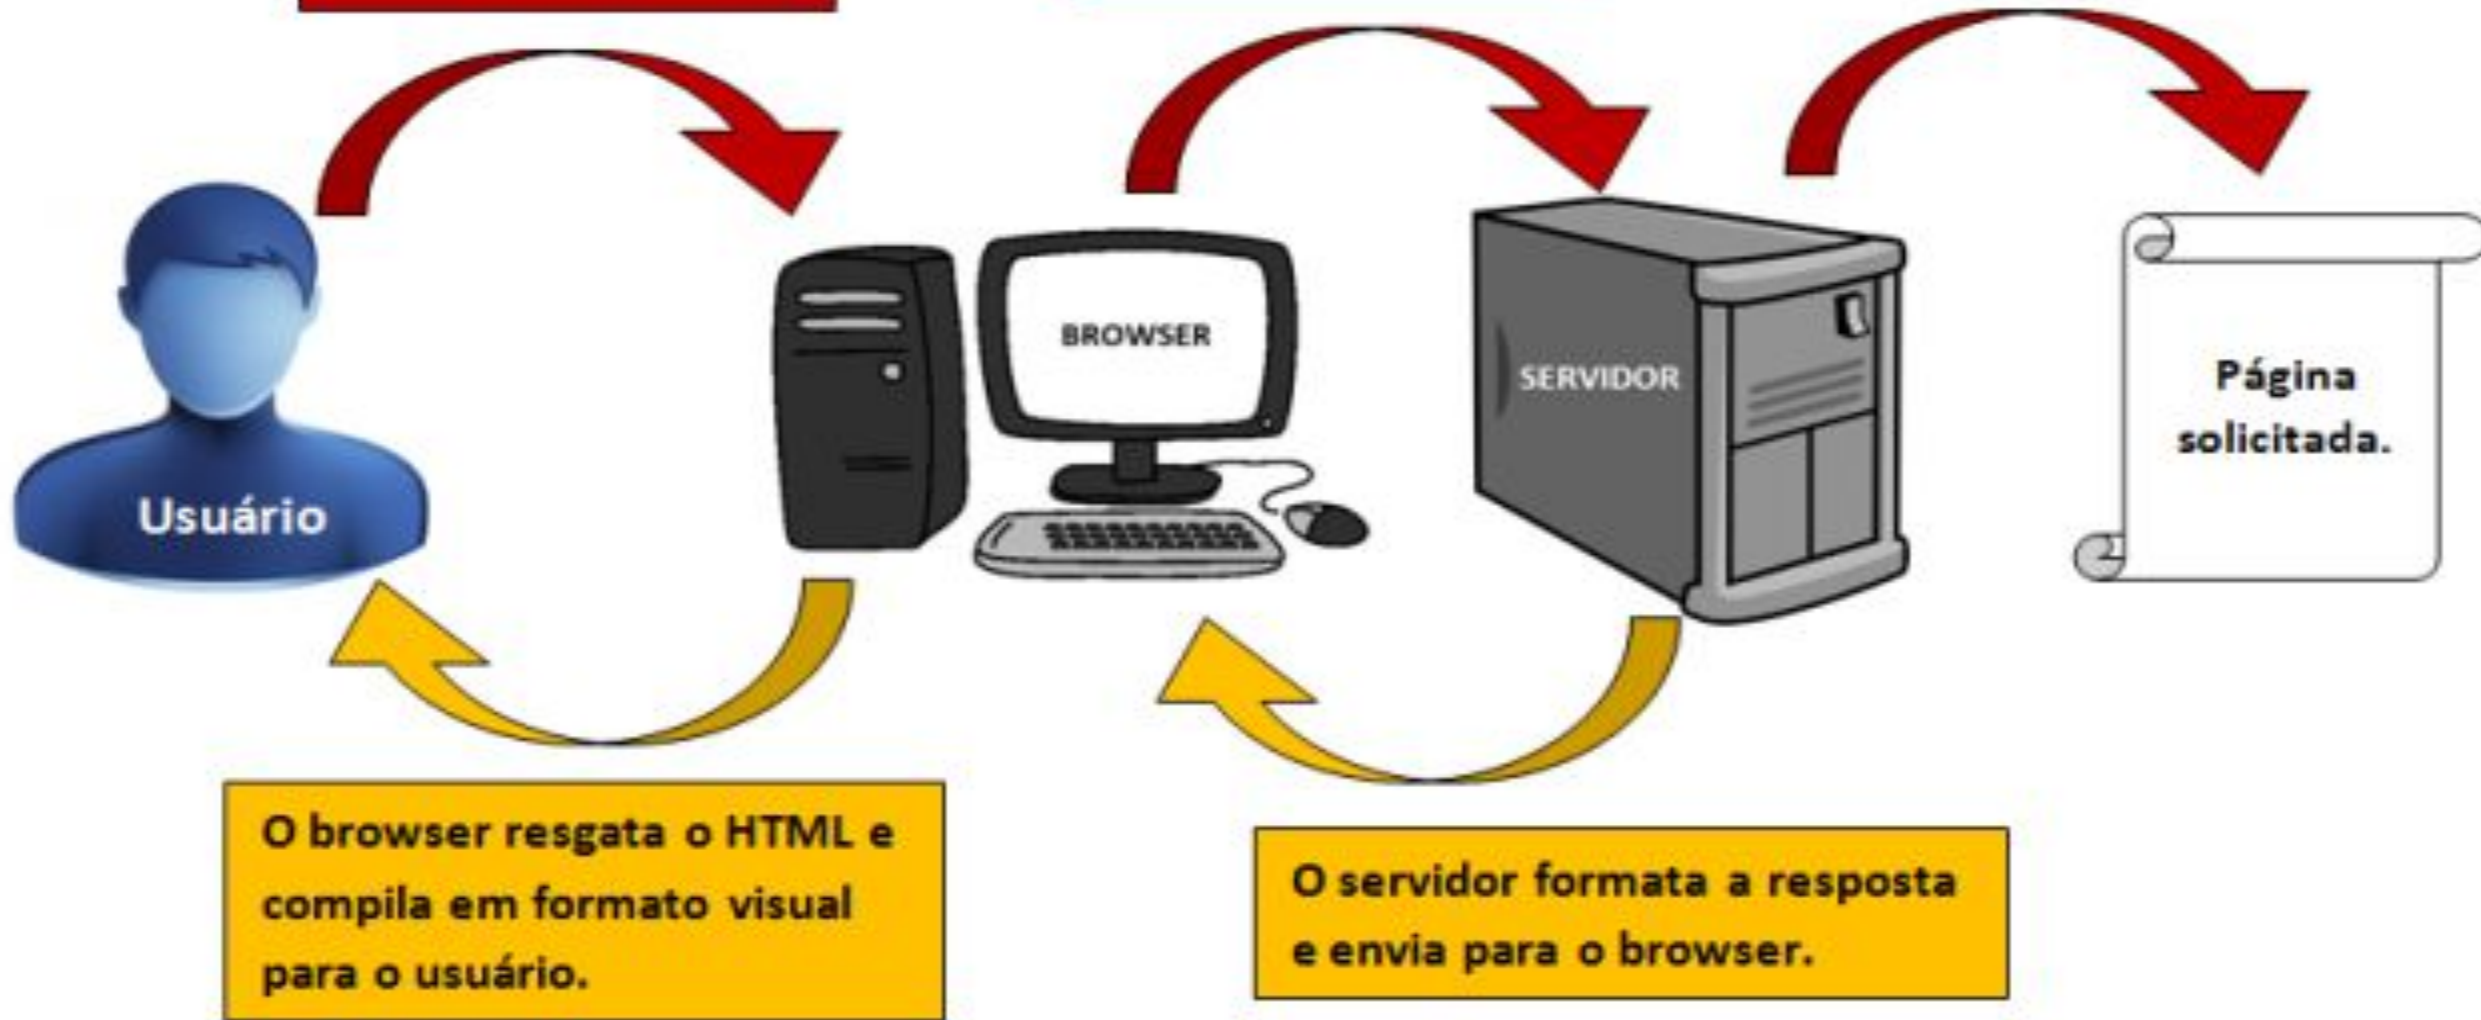 BROWSER
SERVIDOR
Página
solicitada.
Usuário
O browser resgata o HTML e
compila em formato visual
para o usuário.
O servidor formata a resposta
e envia para o browser.